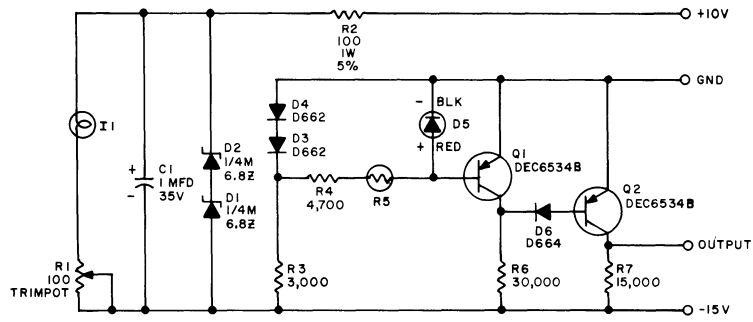 +10V
R2
100
1W
5%
GND
D4
D662
D3
D662
- BLK
D5
+ RED
I1
D2
1/4M
6.8Z
D1
1/4M
6.8Z
+
C1
1 MFD
35V
-
Q1
DEC6534B
Q2
DEC6534B
R4
4,700
R5
D6
D664
OUTPUT
R1
100
TRIMPOT
R3
3,000
R6
30,000
R7
15,000
-15V